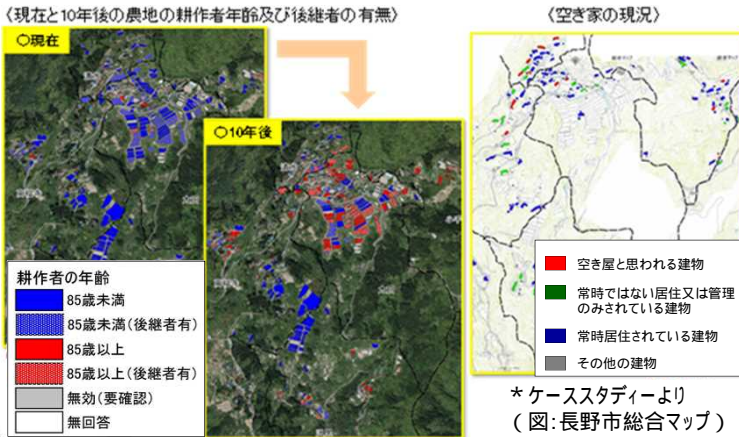 〈現在と10年後の農地の耕作者年齢及び後継者の有無〉
〈空き家の現況〉
〇現在
〇10年後
耕作者の年齢
85歳未満
85歳未満(後継者有)
85歳以上
85歳以上(後継者有)
無効(要確認)
無回答
空き屋と思われる建物
常時ではない居住又は管理
のみされている建物
常時居住されている建物
その他の建物
*ケーススタディーより
(図:長野市総合マップ)